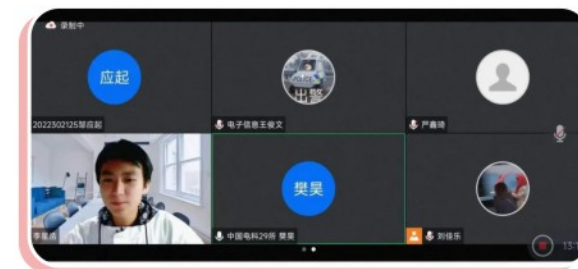 录制中
应起
2022302125邹应起
电子信息王俊文
严鑫琦
樊昊
中国电科29所 樊昊
刘佳乐